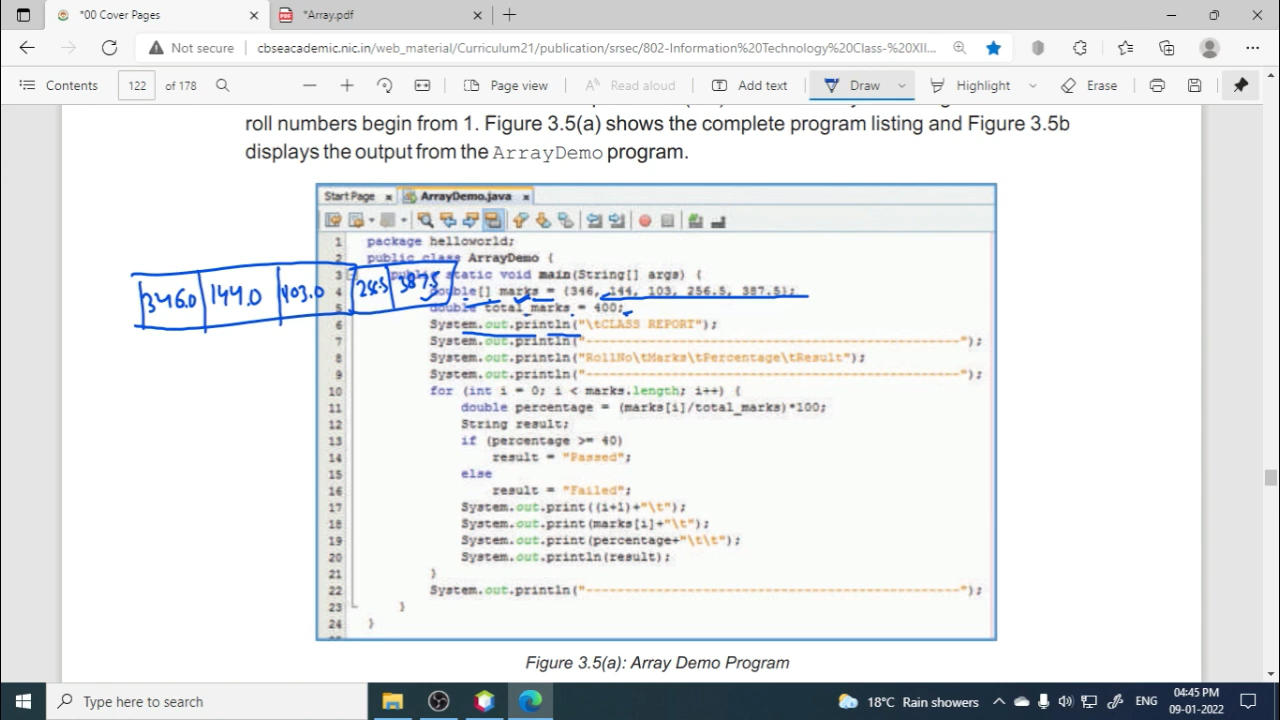 *00 Cover Pages
*Array.pdf
Not secure cbseacademic.nic.in/web_material/Curriculum21/publication/srsec/802-Information%20Technology%20Class-%20XII...
Contents 122 of 178 Page view Read aloud Add text Draw Highlight Erase
roll numbers begin from 1. Figure 3.5(a) shows the complete program listing and Figure 3.5b
displays the output from the ArrayDemo program.
Start Page ArrayDemo.java
1 package helloworld;
2 public class ArrayDemo {
3 public static void main(String[] args) {
4 double[] marks = {346, 144, 103, 256.5, 387.5};
346.0 144.0 403.0 387.5
5 double total_marks = 400;
6 System.out.println("\tCLASS REPORT");
7 System.out.println("-----------------------------------------------");
8 System.out.println("RollNo\tMarks\tPercentage\tResult");
9 System.out.println("-----------------------------------------------");
10 for (int i = 0; i < marks.length; i++) {
11 double percentage = (marks[i]/total_marks)*100;
12 String result;
13 if (percentage >= 40)
14 result = "Passed";
15 else
16 result = "Failed";
17 System.out.print((i+1)+"\t");
18 System.out.print(marks[i]+"\t");
19 System.out.print(percentage+"\t\t");
20 System.out.println(result);
21 }
22 System.out.println("-----------------------------------------------");
23 }
24 }
Figure 3.5(a): Array Demo Program
Type here to search
18°C Rain showers
ENG
04:45 PM
09-01-2022